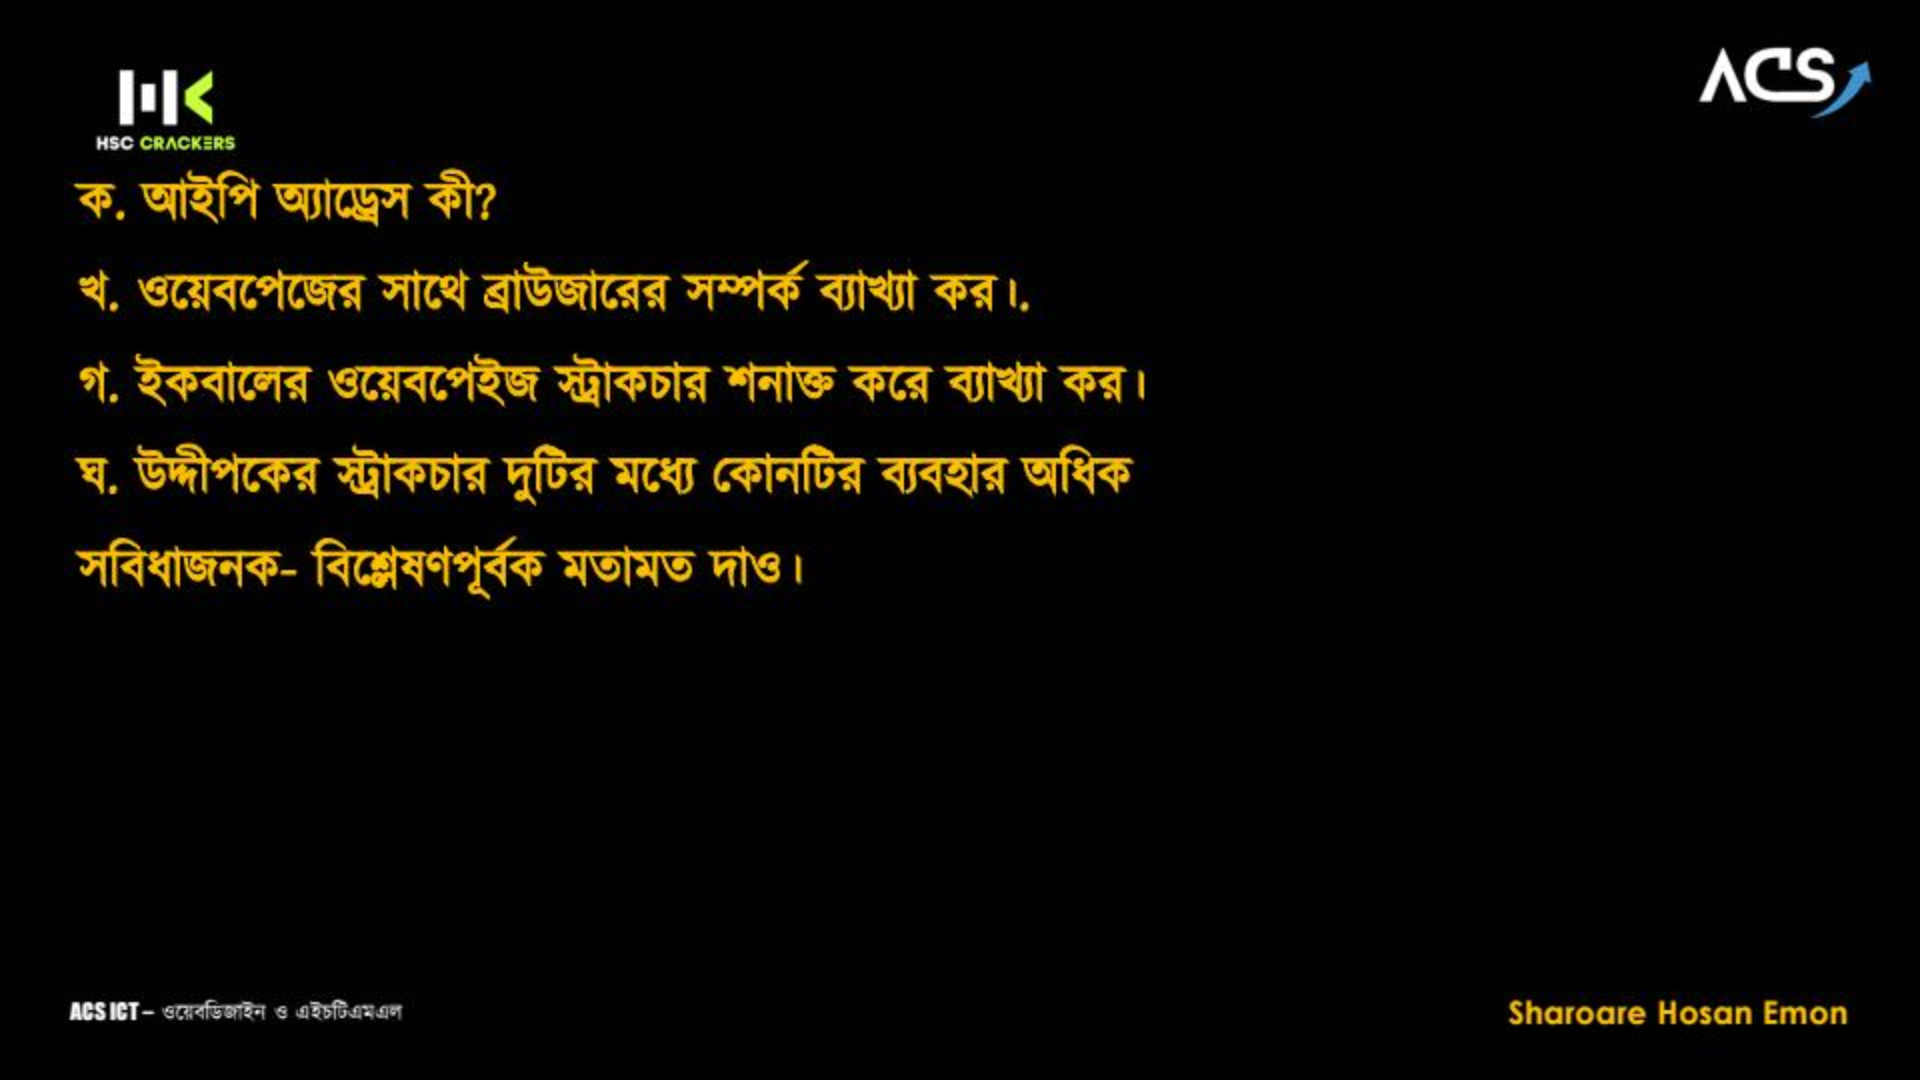 HSC CRACKERS
ACS
ক. আইপি অ্যাড্রেস কী?
খ. ওয়েবপেজের সাথে ব্রাউজারের সম্পর্ক ব্যাখ্যা কর।.
গ. ইকবালের ওয়েবপেইজ স্ট্রাকচার শনাক্ত করে ব্যাখ্যা কর।
ঘ. উদ্দীপকের স্ট্রাকচার দুটির মধ্যে কোনটির ব্যবহার অধিক
সবিধাজনক- বিশ্লেষণপূর্বক মতামত দাও।
ACS ICT – ওয়েবডিজাইন ও এইচটিএমএল
Sharoare Hosan Emon